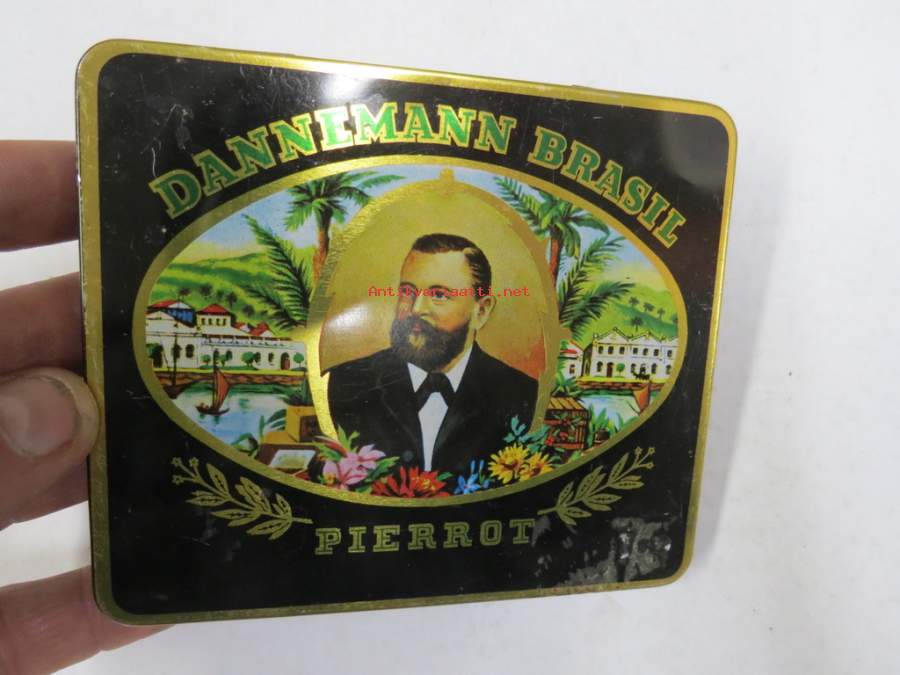 DANNEMANN BRASIL
Antikvariaatti.net
PIERROT